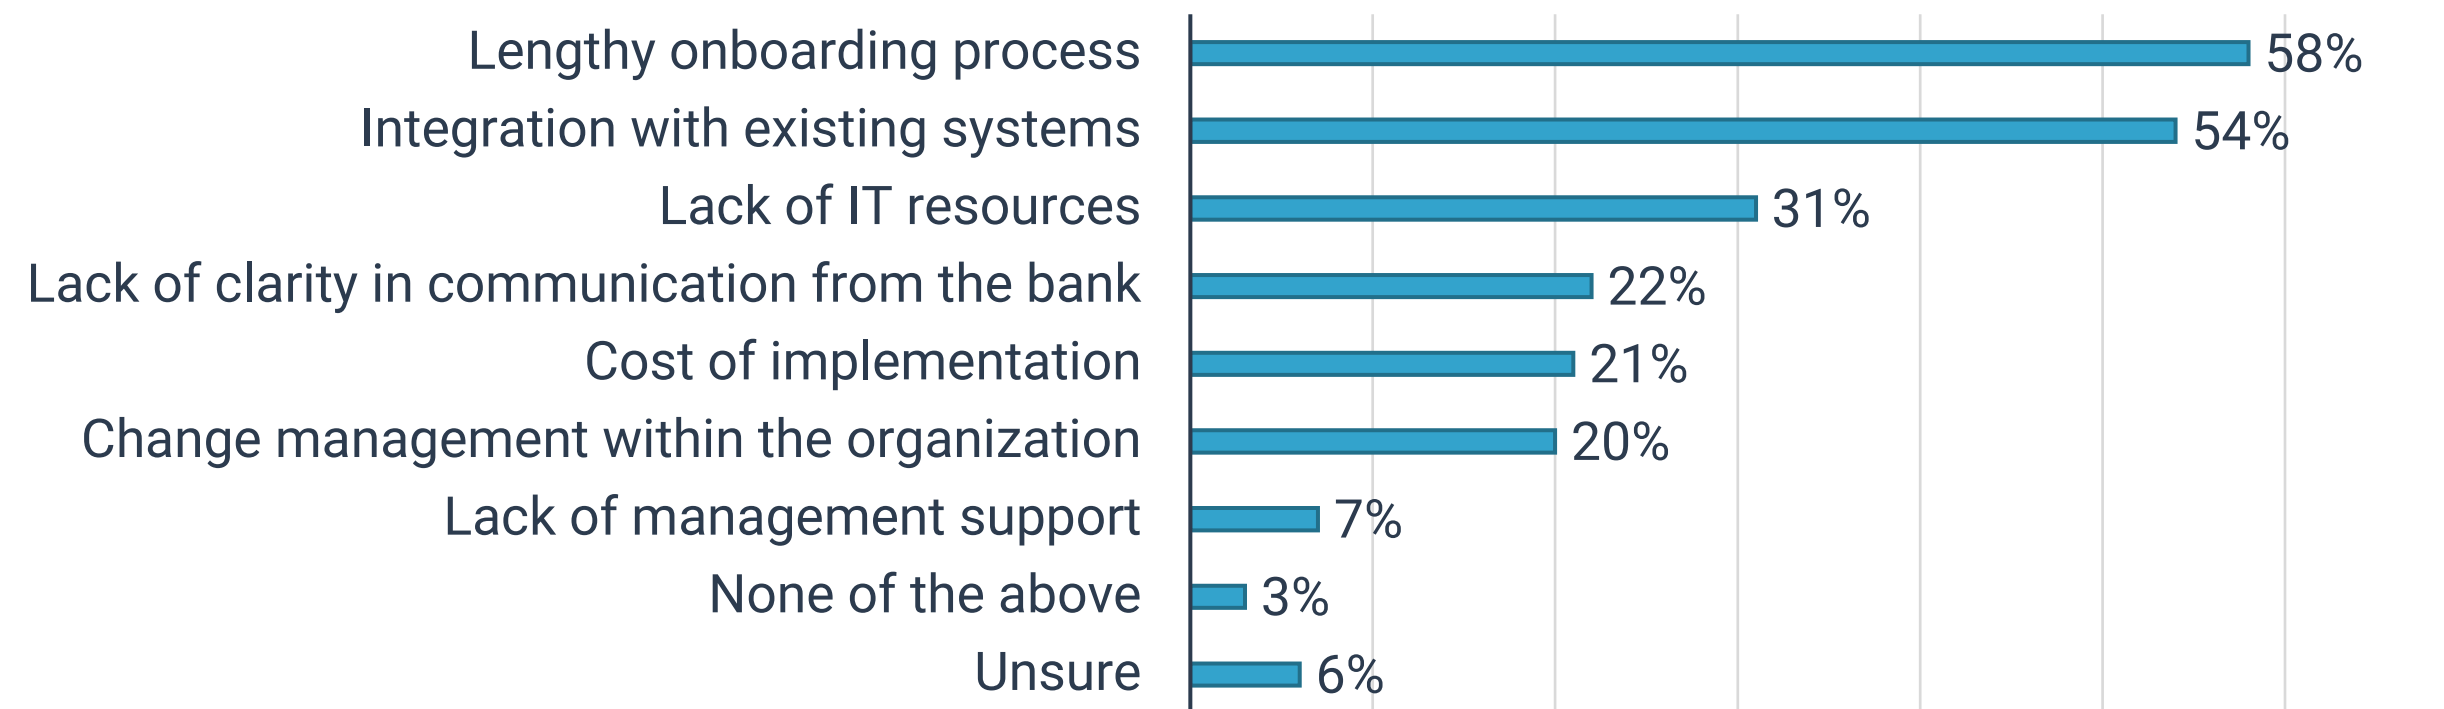 Lengthy onboarding process 58%
Integration with existing systems 54%
Lack of IT resources 31%
Lack of clarity in communication from the bank 22%
Cost of implementation 21%
Change management within the organization 20%
Lack of management support 7%
None of the above 3%
Unsure 6%